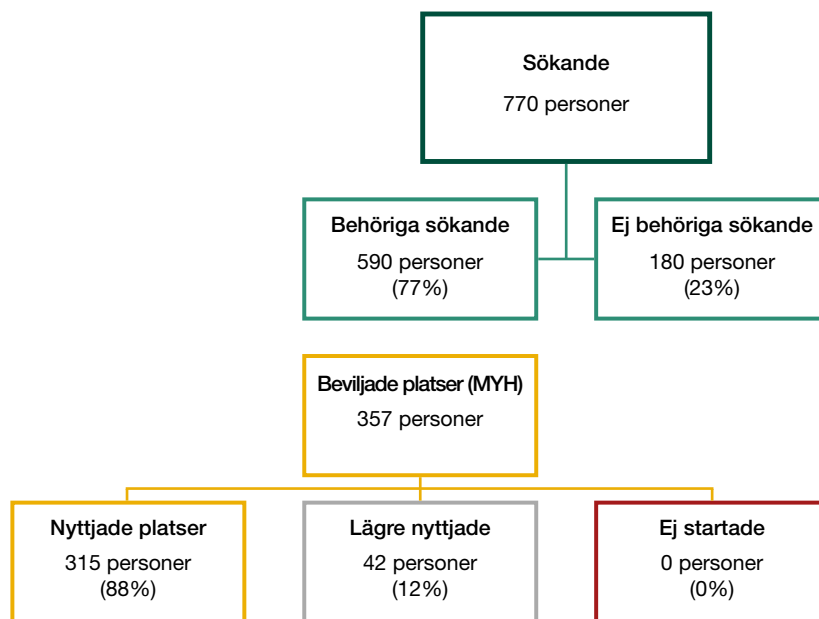 Sökande
770 personer
Behöriga sökande
590 personer
(77%)
Ej behöriga sökande
180 personer
(23%)
Beviljade platser (MYH)
357 personer
Nyttjade platser
315 personer
(88%)
Lägre nyttjade
42 personer
(12%)
Ej startade
0 personer
(0%)